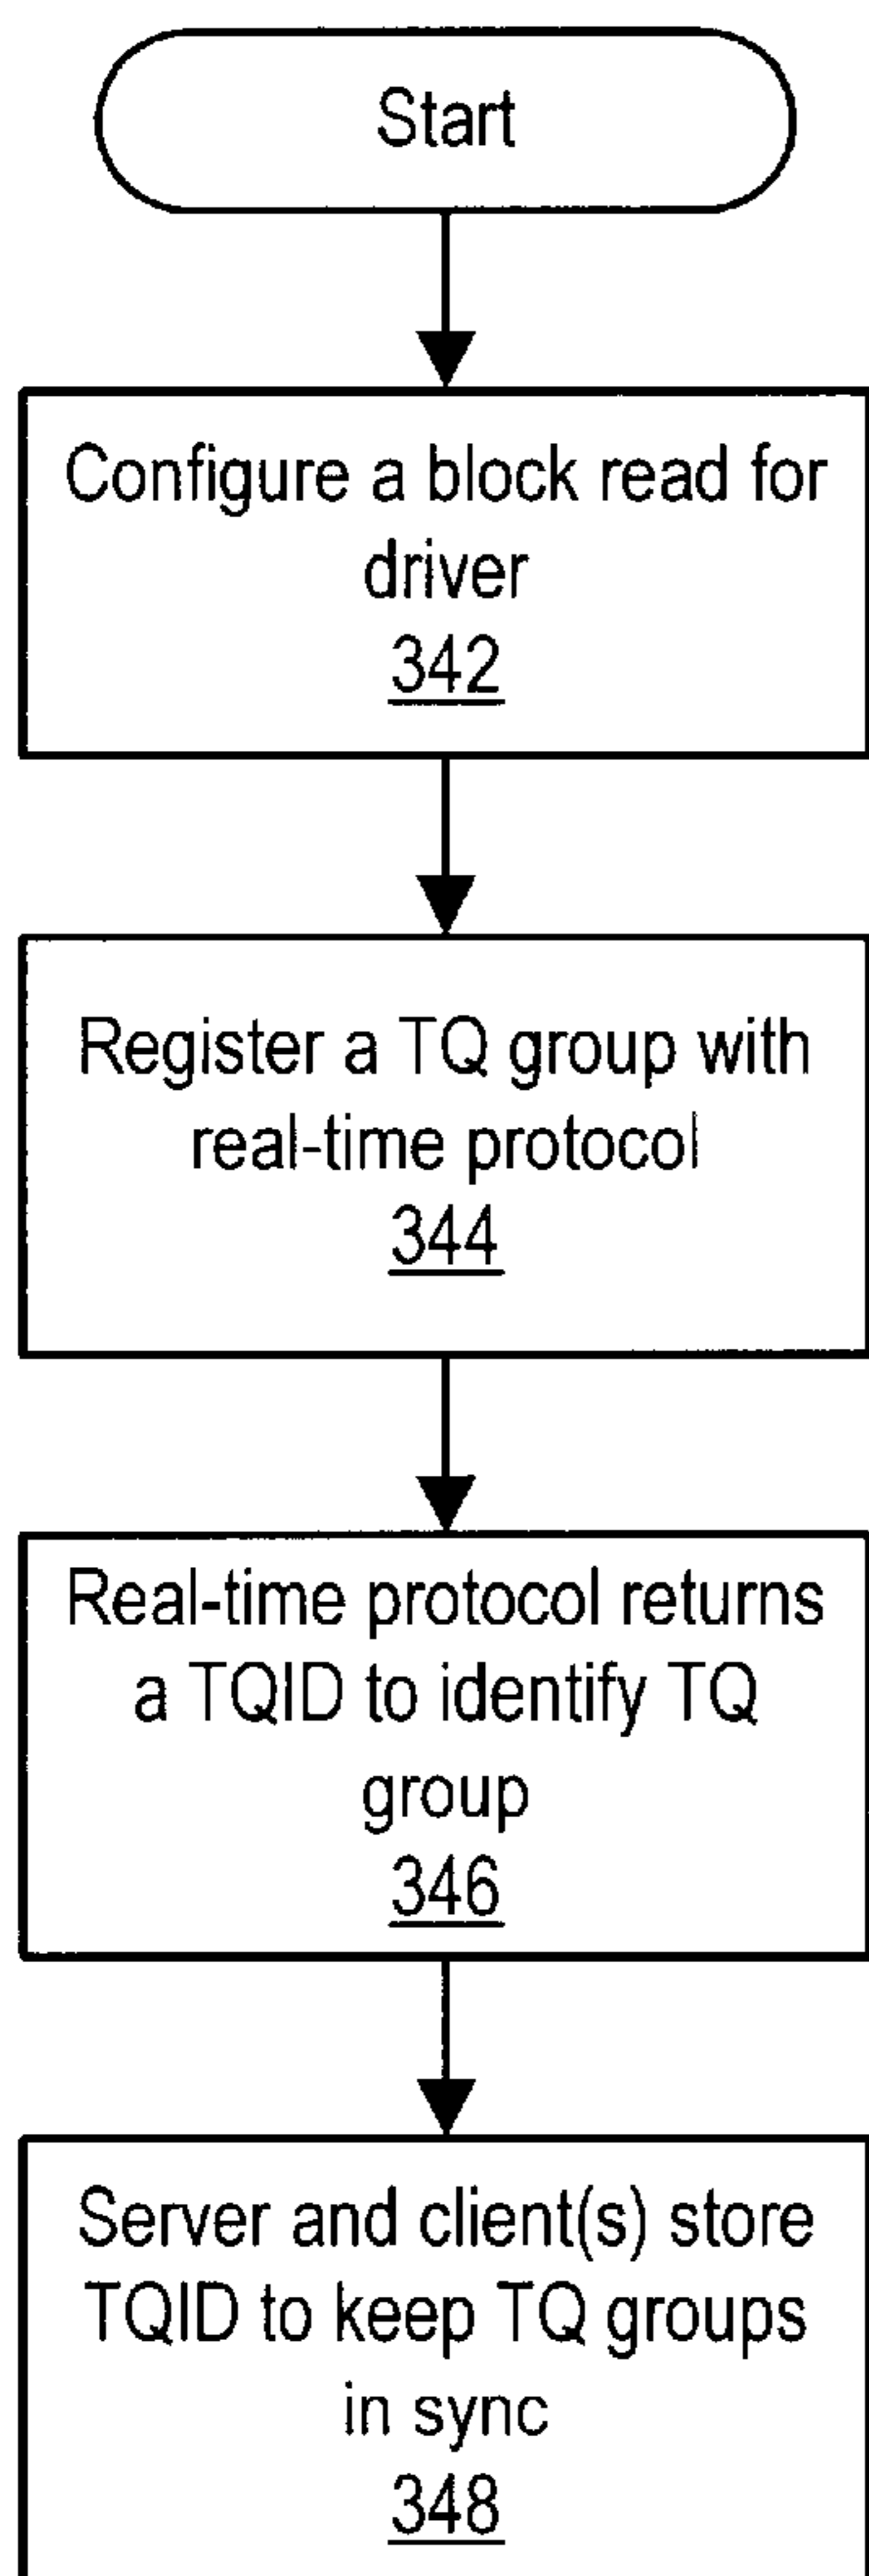 Start
Configure a block read for
driver
342
Register a TQ group with
real-time protocol
344
Real-time protocol returns
a TQID to identify TQ
group
346
Server and client(s) store
TQID to keep TQ groups
in sync
348